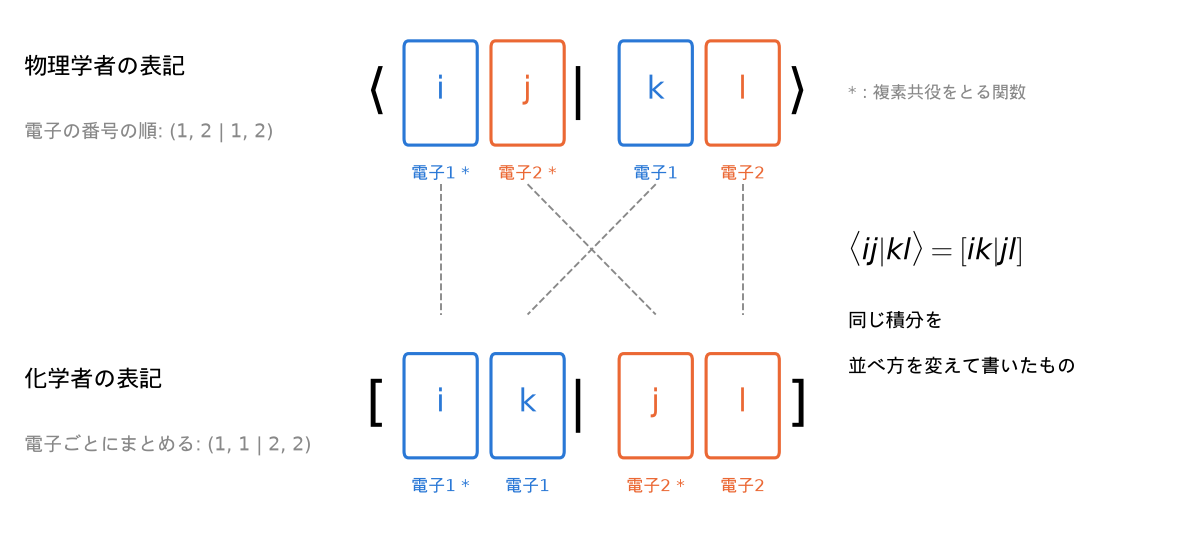 物理学者の表記
電子の番号の順: (1, 2 | 1, 2)
⟨ i j | k l ⟩
電子1 * 電子2 * 電子1 電子2
* : 複素共役をとる関数
⟨ij|kl⟩ = [ik|jl]
同じ積分を
並べ方を変えて書いたもの
化学者の表記
電子ごとにまとめる: (1, 1 | 2, 2)
[ i k | j l ]
電子1 * 電子1 電子2 * 電子2